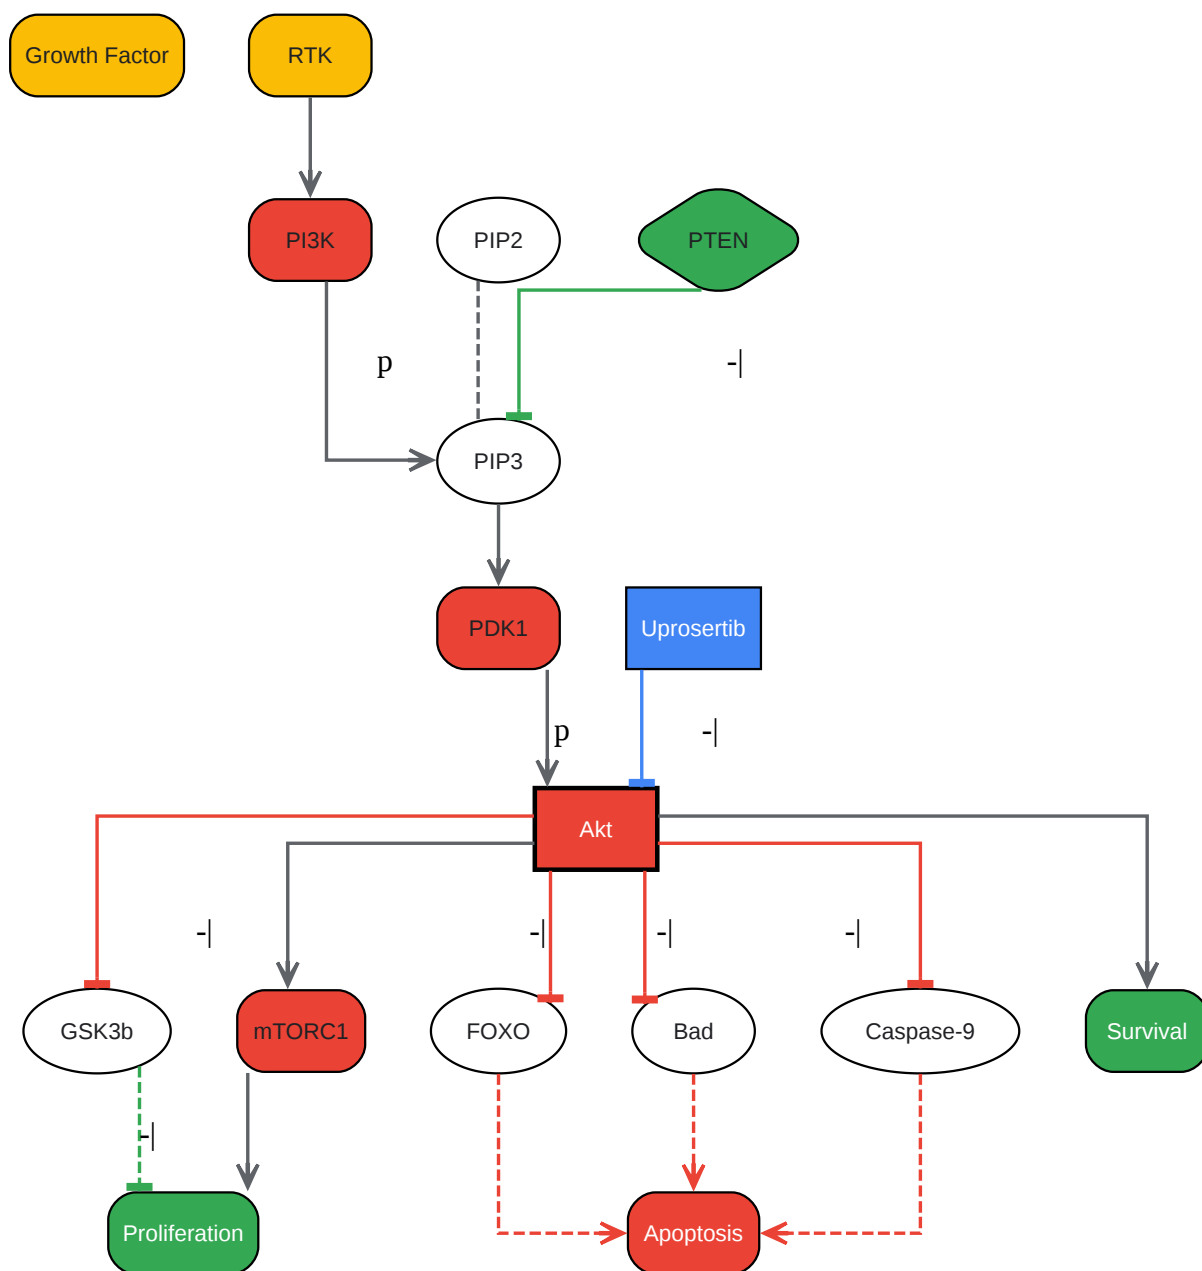 Growth Factor
RTK
PI3K
PIP2
PTEN
p
-|
PIP3
PDK1
Uprosertib
p
-|
Akt
-|
-|
-|
-|
GSK3b
mTORC1
FOXO
Bad
Caspase-9
Survival
-|
Proliferation
Apoptosis